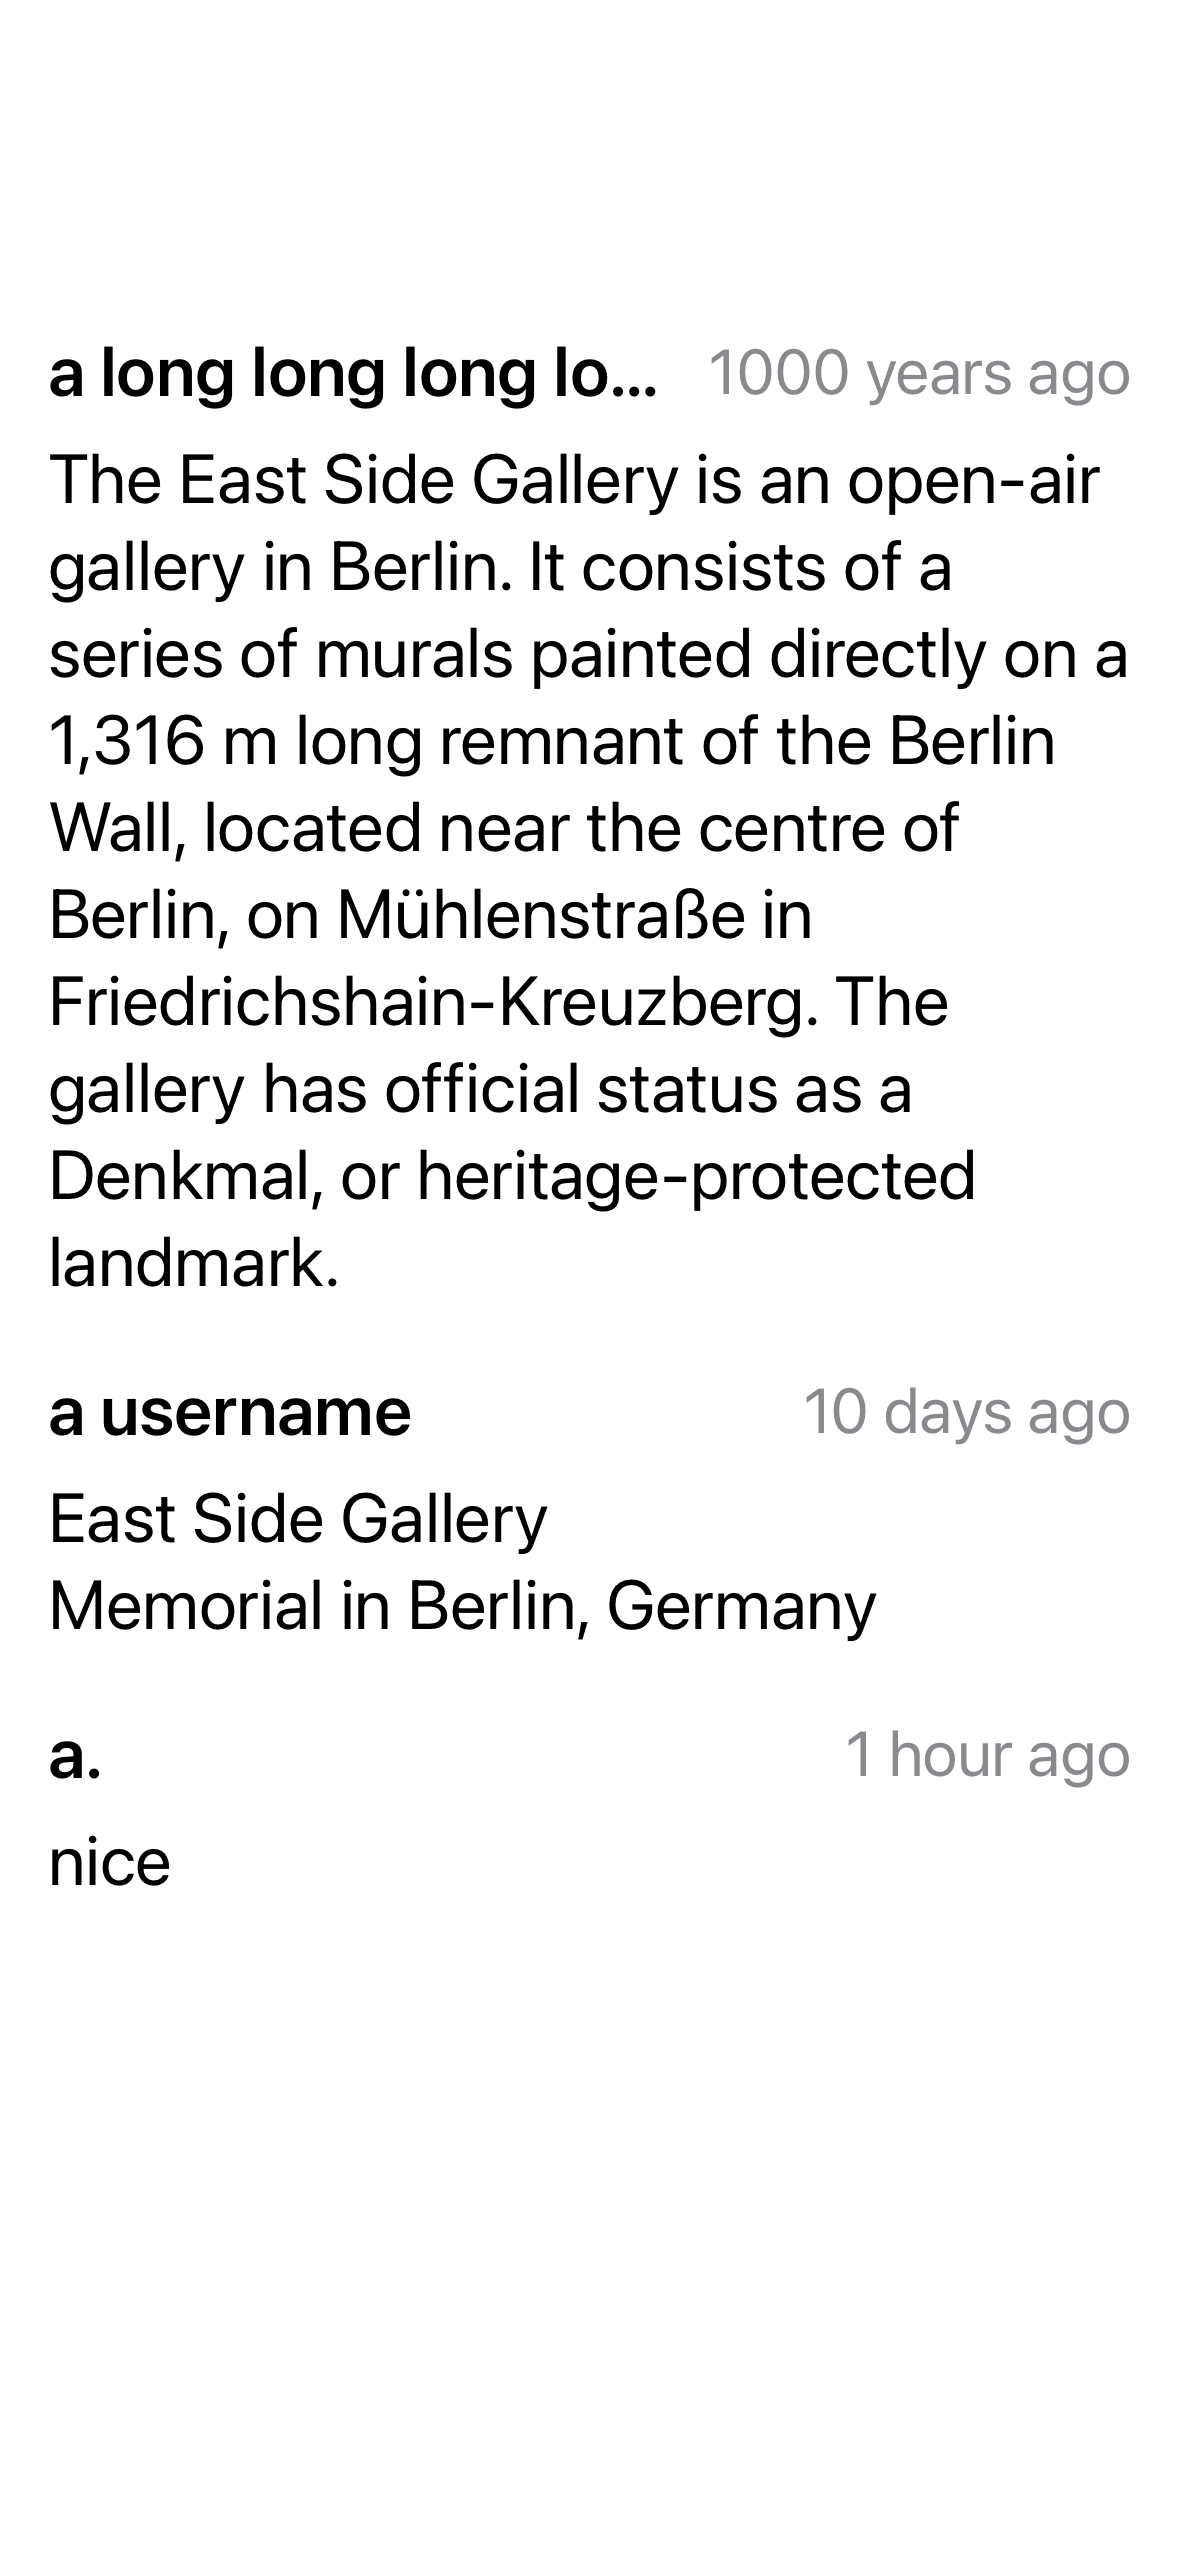 a long long long lo... 1000 years ago
The East Side Gallery is an open-air
gallery in Berlin. It consists of a
series of murals painted directly on a
1,316 m long remnant of the Berlin
Wall, located near the centre of
Berlin, on Mühlenstraße in
Friedrichshain-Kreuzberg. The
gallery has official status as a
Denkmal, or heritage-protected
landmark.
a username 10 days ago
East Side Gallery
Memorial in Berlin, Germany
a. 1 hour ago
nice